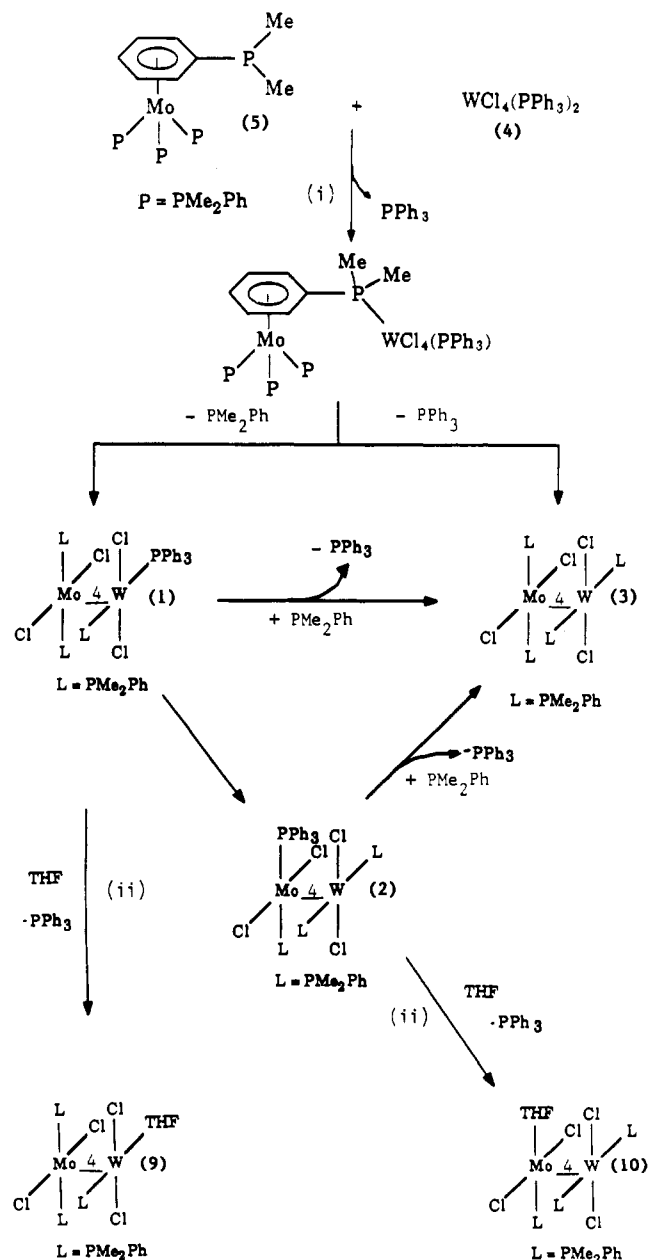 Me
P
Me
Mo
P
P
P
(5)
+
WCl4(PPh3)2
(4)
P = PMe2Ph
(i)
PPh3
Me
Me
P
WCl4(PPh3)
Mo
P
P
P
- PMe2Ph
- PPh3
L
Cl
Cl
PPh3
Mo 4 W (1)
Cl
L
L
Cl
L = PMe2Ph
- PPh3
+ PMe2Ph
L
Cl
Cl
L
Mo 4 W (3)
Cl
L
L
Cl
L = PMe2Ph
-PPh3
+ PMe2Ph
THF
-PPh3
(ii)
PPh3
Cl
Cl
L
Mo 4 W (2)
Cl
L
L
Cl
L = PMe2Ph
(ii)
THF
-PPh3
L
Cl
Cl
THF
Mo 4 W (9)
Cl
L
L
Cl
L = PMe2Ph
THF
Cl
Cl
L
Mo 4 W (10)
Cl
L
L
Cl
L = PMe2Ph